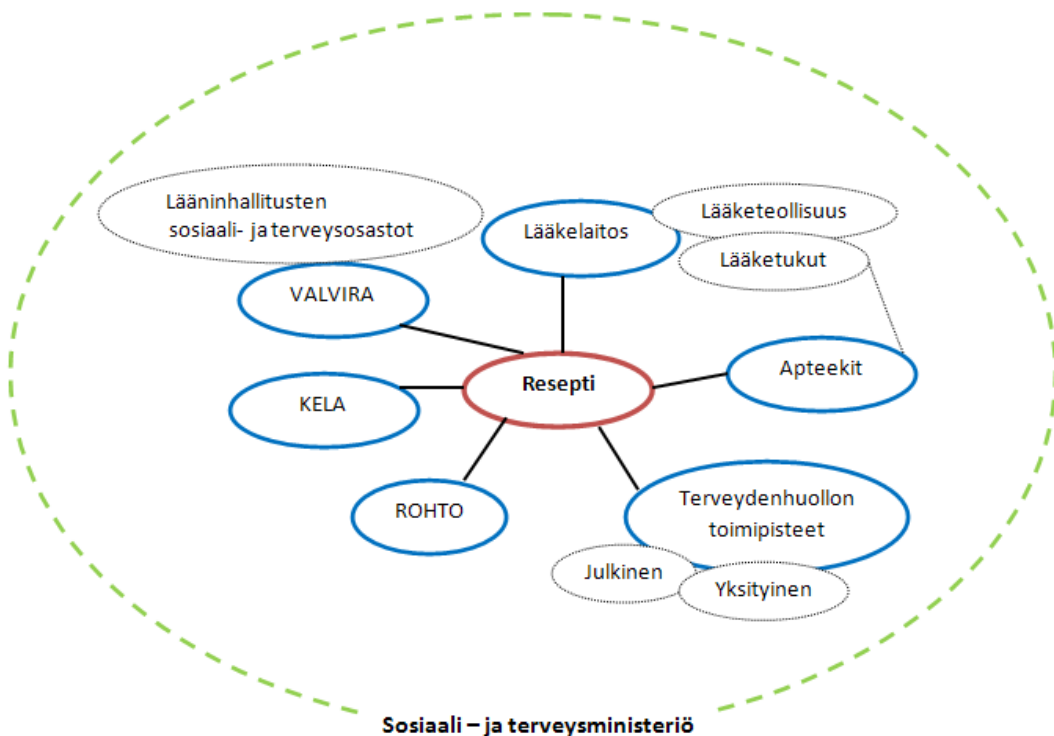 Lääninhallitusten
sosiaali- ja terveysosastot
Lääkelaitos
Lääketeollisuus
Lääketukut
VALVIRA
Apteekit
Resepti
KELA
ROHTO
Terveydenhuollon
toimipisteet
Julkinen
Yksityinen
Sosiaali – ja terveysministeriö